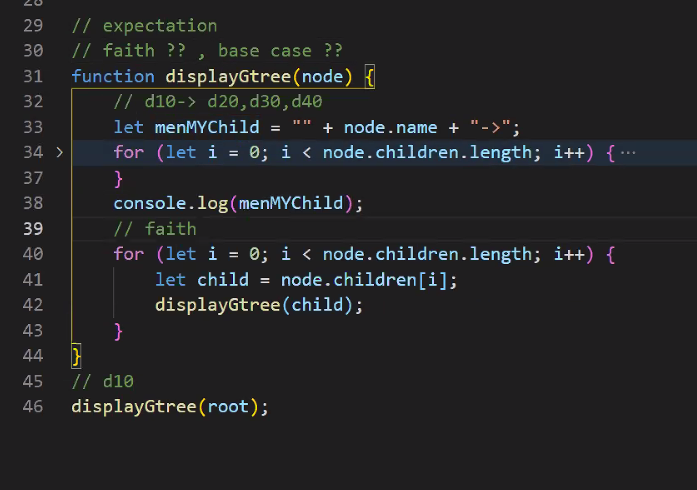 28
29 // expectation
30 // faith ?? , base case ??
31 function displayGtree(node) {
32 // d10-> d20,d30,d40
33 let menMYChild = "" + node.name + "->";
34 > for (let i = 0; i < node.children.length; i++) { ···
37 }
38 console.log(menMYChild);
39 // faith
40 for (let i = 0; i < node.children.length; i++) {
41 let child = node.children[i];
42 displayGtree(child);
43 }
44 }
45 // d10
46 displayGtree(root);